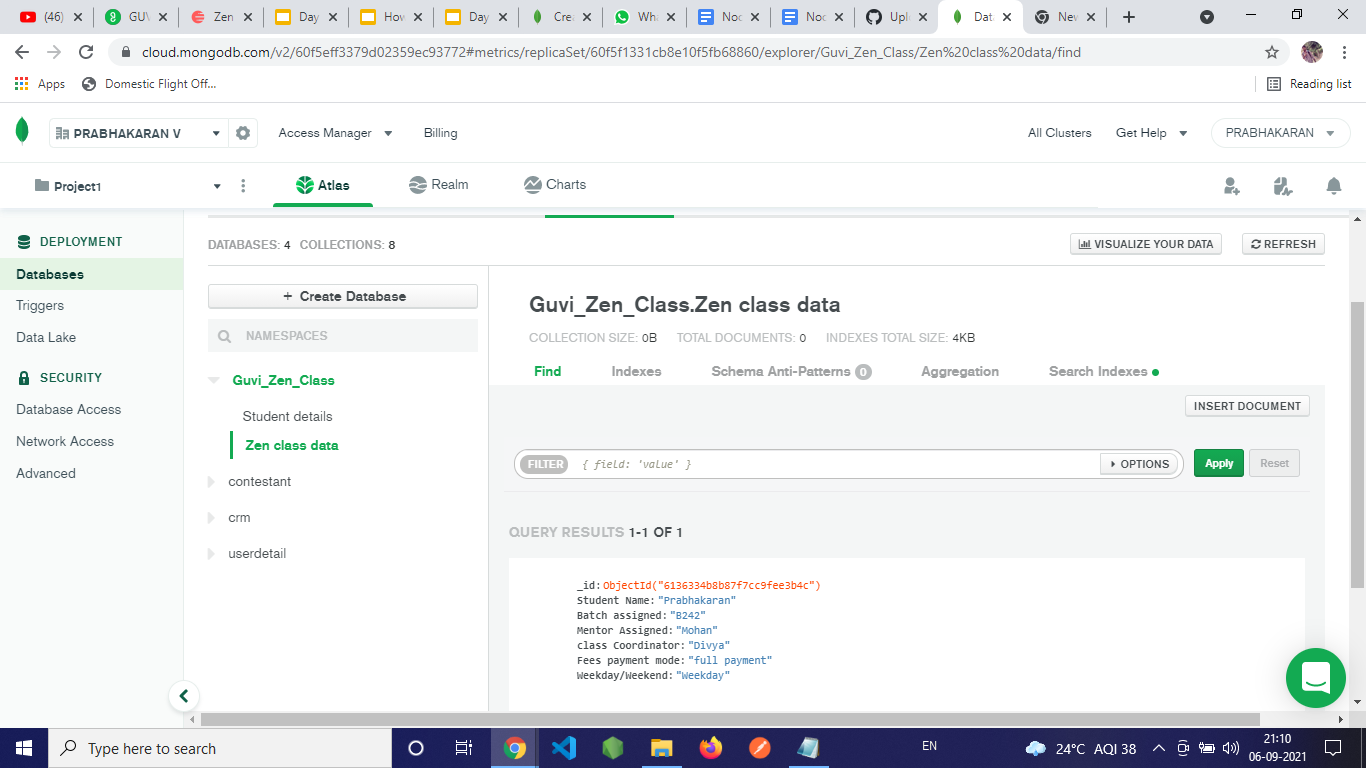 (46) GUV Zen Day How Day Crea Wha Noc Noc Uplo Data Nev
cloud.mongodb.com/v2/60f5eff3379d02359ec93772#metrics/replicaSet/60f5f1331cb8e10f5fb68860/explorer/Guvi_Zen_Class/Zen%20class%20data/find
Apps Domestic Flight Off... Reading list
PRABHAKARAN V Access Manager Billing All Clusters Get Help PRABHAKARAN
Project1 Atlas Realm Charts
DEPLOYMENT
Databases
Triggers
Data Lake
SECURITY
Database Access
Network Access
Advanced
DATABASES: 4 COLLECTIONS: 8 VISUALIZE YOUR DATA REFRESH
+ Create Database
NAMESPACES
Guvi_Zen_Class
Student details
Zen class data
contestant
crm
userdetail
Guvi_Zen_Class.Zen class data
COLLECTION SIZE: 0B TOTAL DOCUMENTS: 0 INDEXES TOTAL SIZE: 4KB
Find Indexes Schema Anti-Patterns 0 Aggregation Search Indexes
INSERT DOCUMENT
FILTER { field: 'value' } OPTIONS Apply Reset
QUERY RESULTS 1-1 OF 1
_id: ObjectId("6136334b8b87f7cc9fee3b4c")
Student Name: "Prabhakaran"
Batch assigned: "B242"
Mentor Assigned: "Mohan"
class Coordinator: "Divya"
Fees payment mode: "full payment"
Weekday/Weekend: "Weekday"
Type here to search EN 24°C AQI 38 21:10
06-09-2021